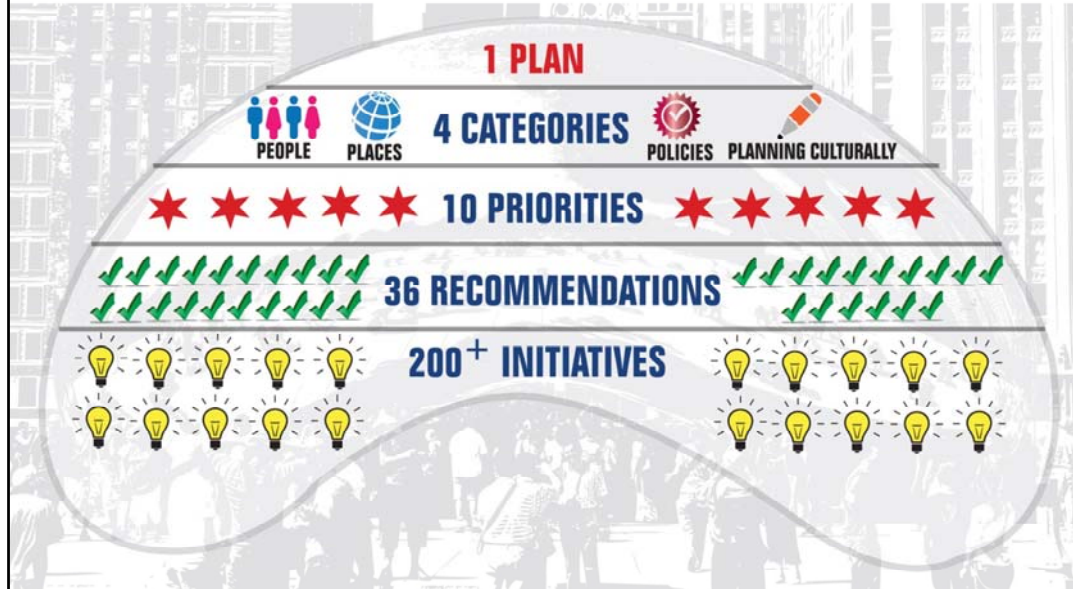 1 PLAN
4 CATEGORIES
PEOPLE
PLACES
POLICIES
PLANNING CULTURALLY
10 PRIORITIES
36 RECOMMENDATIONS
200+ INITIATIVES